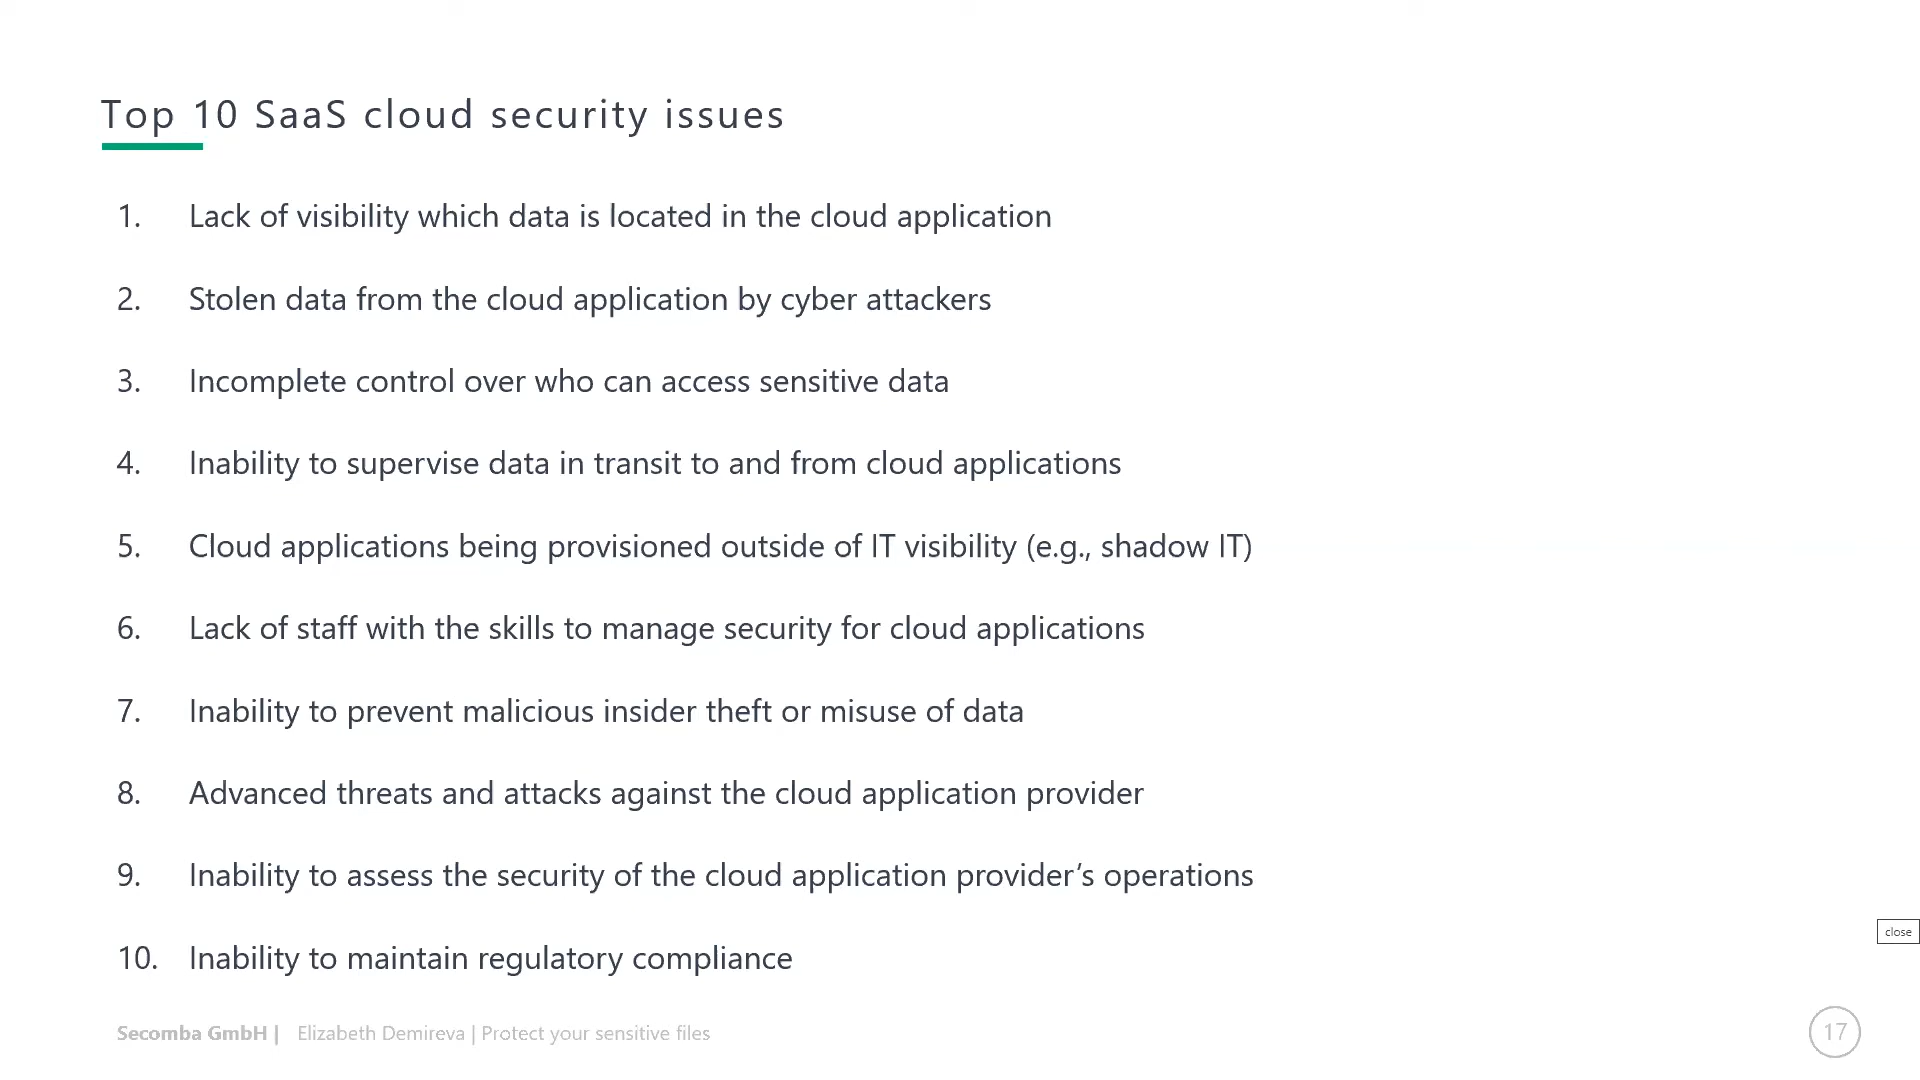 Top 10 SaaS cloud security issues
1. Lack of visibility which data is located in the cloud application
2. Stolen data from the cloud application by cyber attackers
3. Incomplete control over who can access sensitive data
4. Inability to supervise data in transit to and from cloud applications
5. Cloud applications being provisioned outside of IT visibility (e.g., shadow IT)
6. Lack of staff with the skills to manage security for cloud applications
7. Inability to prevent malicious insider theft or misuse of data
8. Advanced threats and attacks against the cloud application provider
9. Inability to assess the security of the cloud application provider’s operations
close
10. Inability to maintain regulatory compliance
Secomba GmbH | Elizabeth Demireva | Protect your sensitive files
17